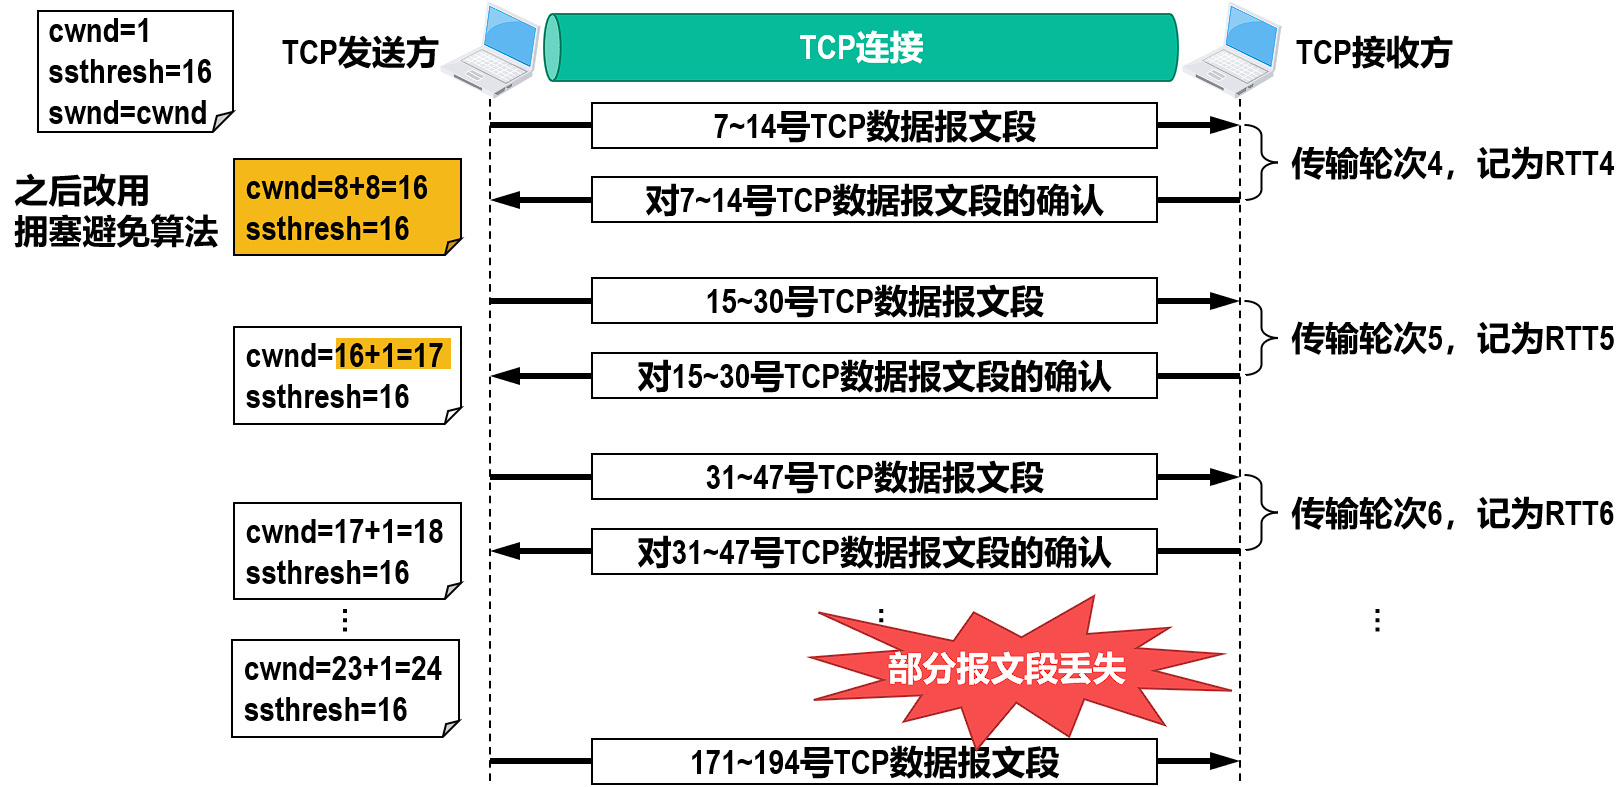 cwnd=1
ssthresh=16
swnd=cwnd
TCP发送方
TCP连接
TCP接收方
7~14号TCP数据报文段
传输轮次4，记为RTT4
之后改用
拥塞避免算法
cwnd=8+8=16
ssthresh=16
对7~14号TCP数据报文段的确认
15~30号TCP数据报文段
传输轮次5，记为RTT5
cwnd=16+1=17
ssthresh=16
对15~30号TCP数据报文段的确认
31~47号TCP数据报文段
传输轮次6，记为RTT6
cwnd=17+1=18
ssthresh=16
对31~47号TCP数据报文段的确认
⋮
⋮
⋮
部分报文段丢失
cwnd=23+1=24
ssthresh=16
171~194号TCP数据报文段